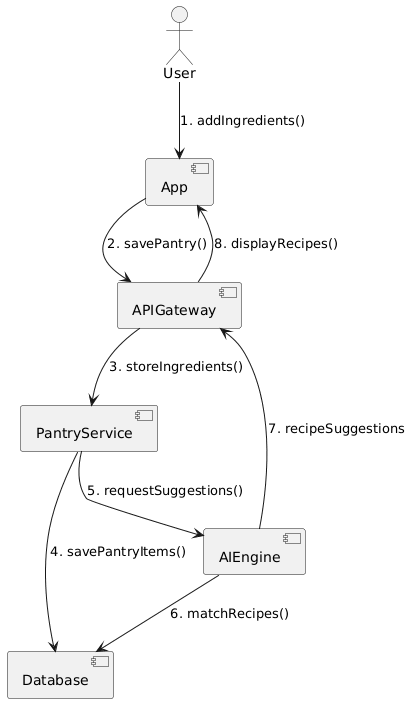 User
1. addIngredients()
App
2. savePantry()
8. displayRecipes()
APIGateway
3. storeIngredients()
PantryService
7. recipeSuggestions
5. requestSuggestions()
4. savePantryItems()
AIEngine
6. matchRecipes()
Database